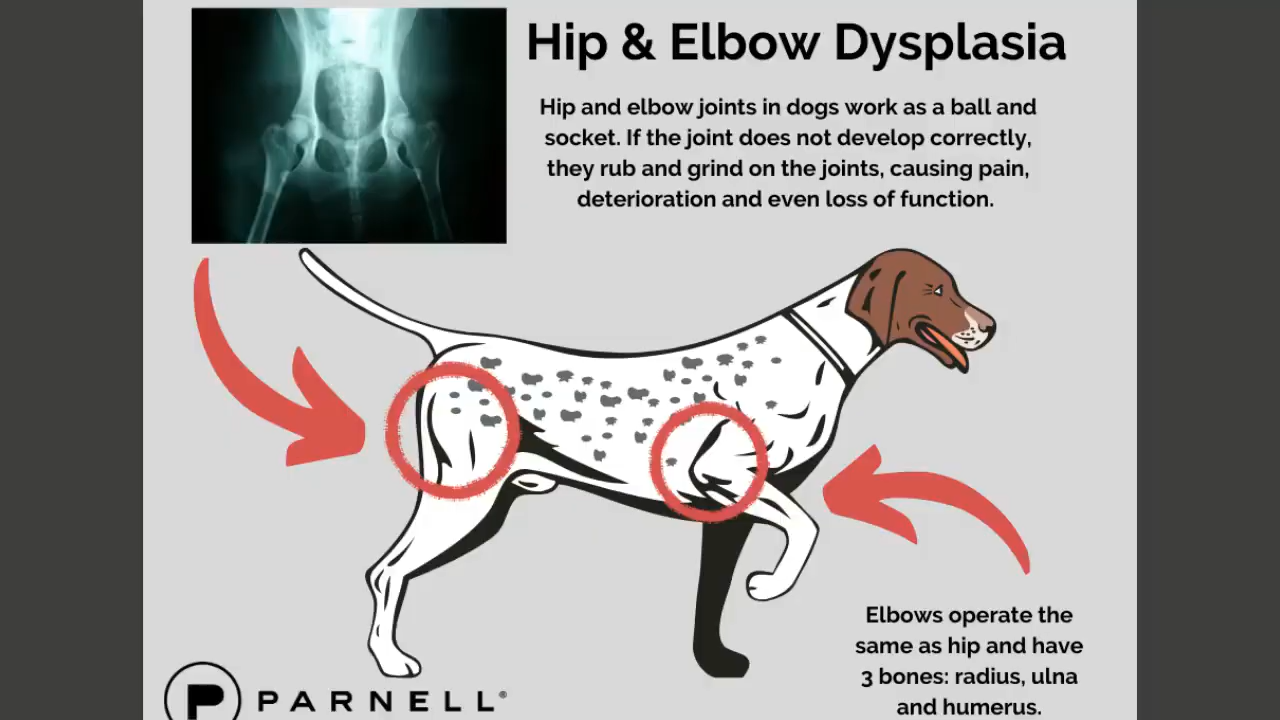 Hip & Elbow Dysplasia
Hip and elbow joints in dogs work as a ball and
socket. If the joint does not develop correctly,
they rub and grind on the joints, causing pain,
deterioration and even loss of function.
Elbows operate the
same as hip and have
3 bones: radius, ulna
and humerus.
P PARNELL®